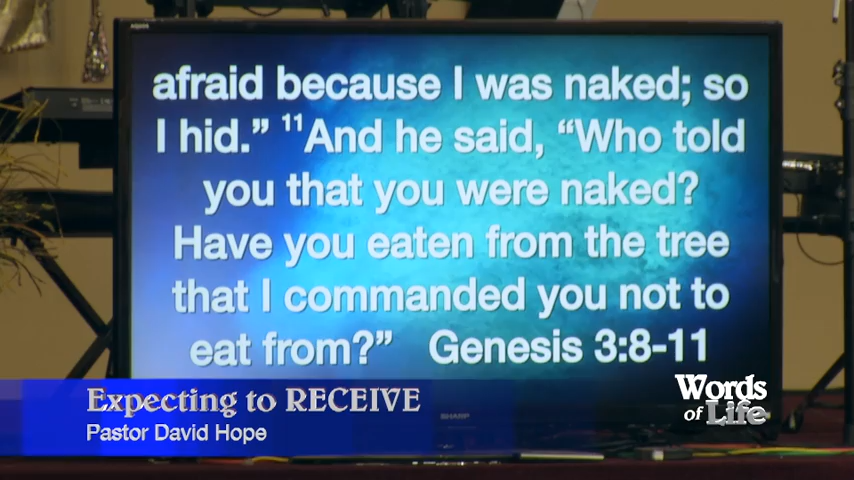 afraid because I was naked; so
I hid.” 11And he said, “Who told
you that you were naked?
Have you eaten from the tree
that I commanded you not to
eat from?” Genesis 3:8-11
SHARP
Expecting to RECEIVE
Pastor David Hope
Words
of Life